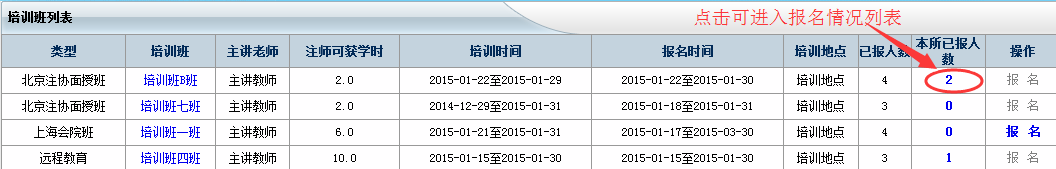 培训班列表
点击可进入报名情况列表
类型 培训班 主讲老师 注师可获学时 培训时间 报名时间 培训地点 已报人数 本所已报人数 操作
北京注协面授班 培训班B班 主讲教师 2.0 2015-01-22至2015-01-29 2015-01-22至2015-01-30 培训地点 4 2 报 名
北京注协面授班 培训班七班 主讲教师 2.0 2014-12-29至2015-01-31 2015-01-18至2015-01-31 培训地点 3 0 报 名
上海会院班 培训班一班 主讲教师 6.0 2015-01-21至2015-01-31 2015-01-17至2015-03-30 培训地点 4 0 报 名
远程教育 培训班四班 主讲教师 10.0 2015-01-15至2015-01-30 2015-01-15至2015-01-30 培训地点 3 1 报 名